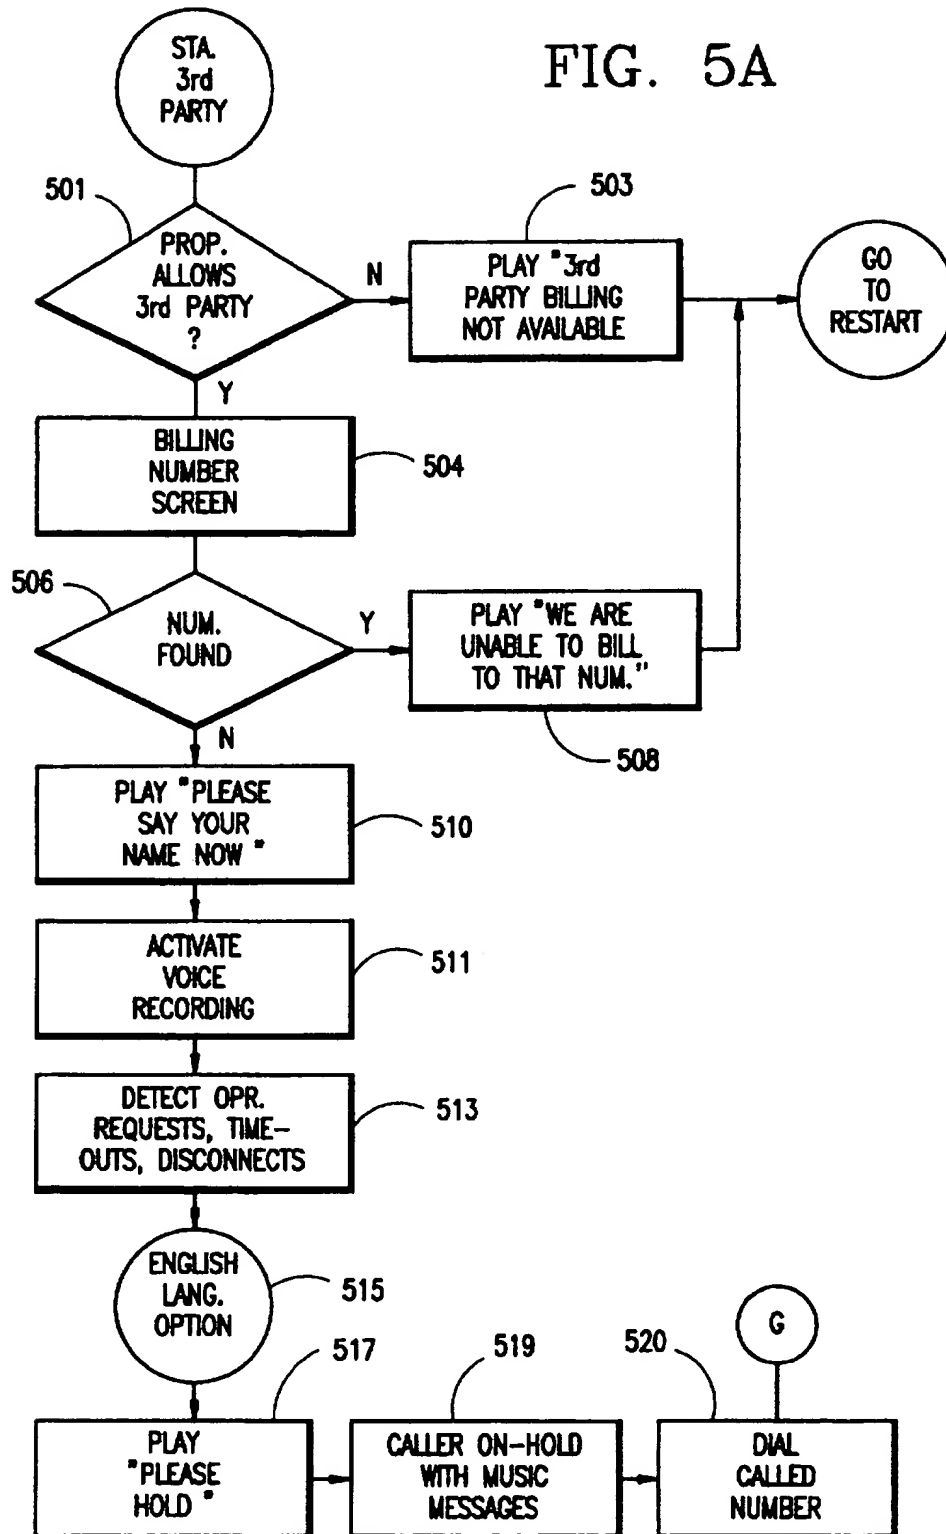 FIG. 5A
STA.
3rd
PARTY
501
PROP.
ALLOWS
3rd PARTY
?
N
Y
503
PLAY "3rd
PARTY BILLING
NOT AVAILABLE
GO
TO
RESTART
BILLING
NUMBER
SCREEN
504
506
NUM.
FOUND
Y
N
PLAY "WE ARE
UNABLE TO BILL
TO THAT NUM."
508
PLAY "PLEASE
SAY YOUR
NAME NOW "
510
ACTIVATE
VOICE
RECORDING
511
DETECT OPR.
REQUESTS, TIME-
OUTS, DISCONNECTS
513
ENGLISH
LANG.
OPTION
515
517
PLAY
"PLEASE
HOLD "
519
CALLER ON-HOLD
WITH MUSIC
MESSAGES
520
G
DIAL
CALLED
NUMBER